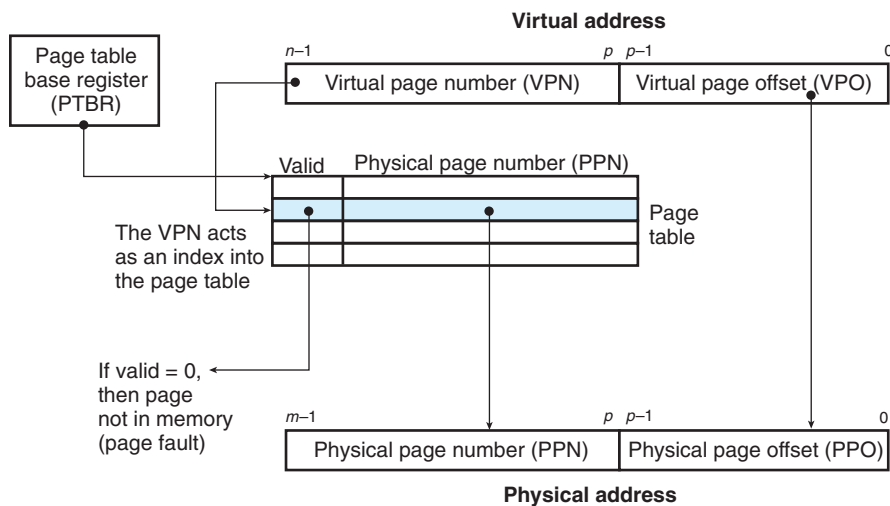 Virtual address
Page table
base register
(PTBR)
n–1
p
p–1
0
Virtual page number (VPN)
Virtual page offset (VPO)
Valid
Physical page number (PPN)
The VPN acts
as an index into
the page table
Page
table
If valid = 0,
then page
not in memory
(page fault)
m–1
p
p–1
0
Physical page number (PPN)
Physical page offset (PPO)
Physical address